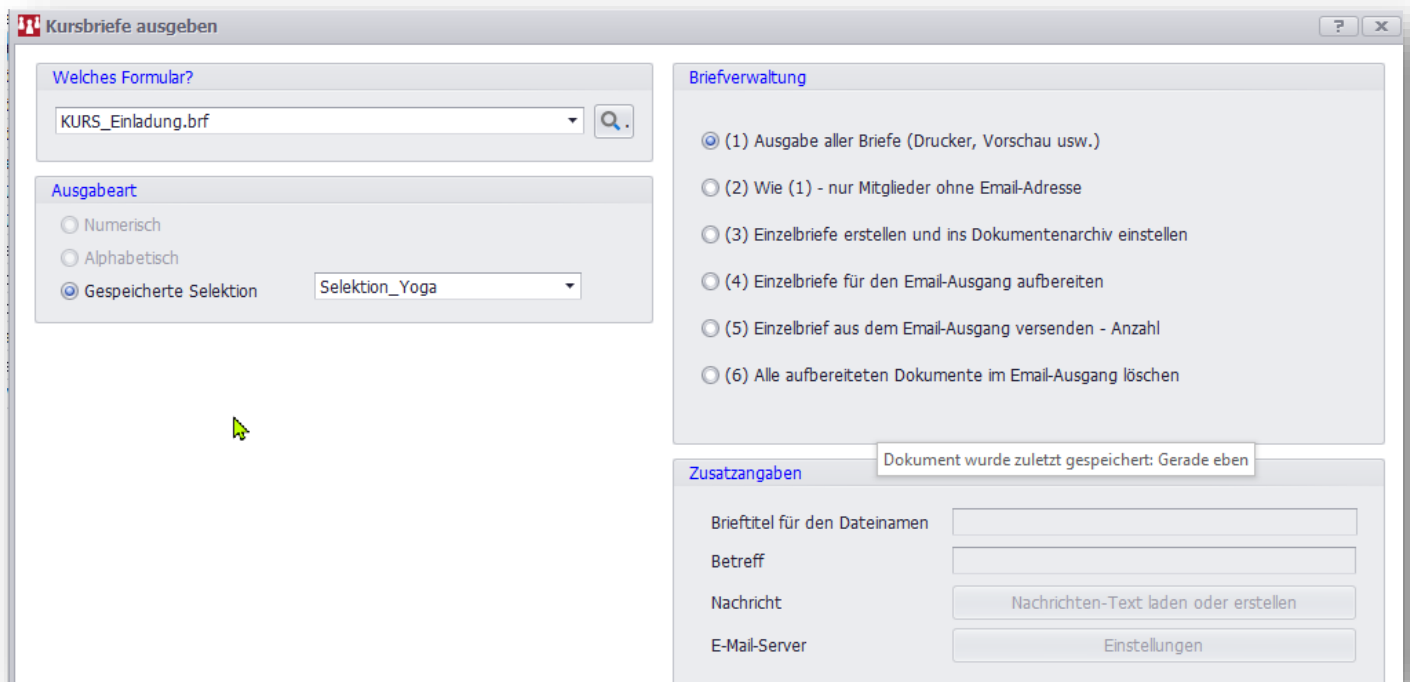 Kursbriefe ausgeben
Welches Formular?
KURS_Einladung.brf
Ausgabeart
Numerisch
Alphabetisch
Gespeicherte Selektion
Selektion_Yoga
Briefverwaltung
(1) Ausgabe aller Briefe (Drucker, Vorschau usw.)
(2) Wie (1) - nur Mitglieder ohne Email-Adresse
(3) Einzelbriefe erstellen und ins Dokumentenarchiv einstellen
(4) Einzelbriefe für den Email-Ausgang aufbereiten
(5) Einzelbrief aus dem Email-Ausgang versenden - Anzahl
(6) Alle aufbereiteten Dokumente im Email-Ausgang löschen
Dokument wurde zuletzt gespeichert: Gerade eben
Zusatzangaben
Brieftitel für den Dateinamen
Betreff
Nachricht
Nachrichten-Text laden oder erstellen
E-Mail-Server
Einstellungen